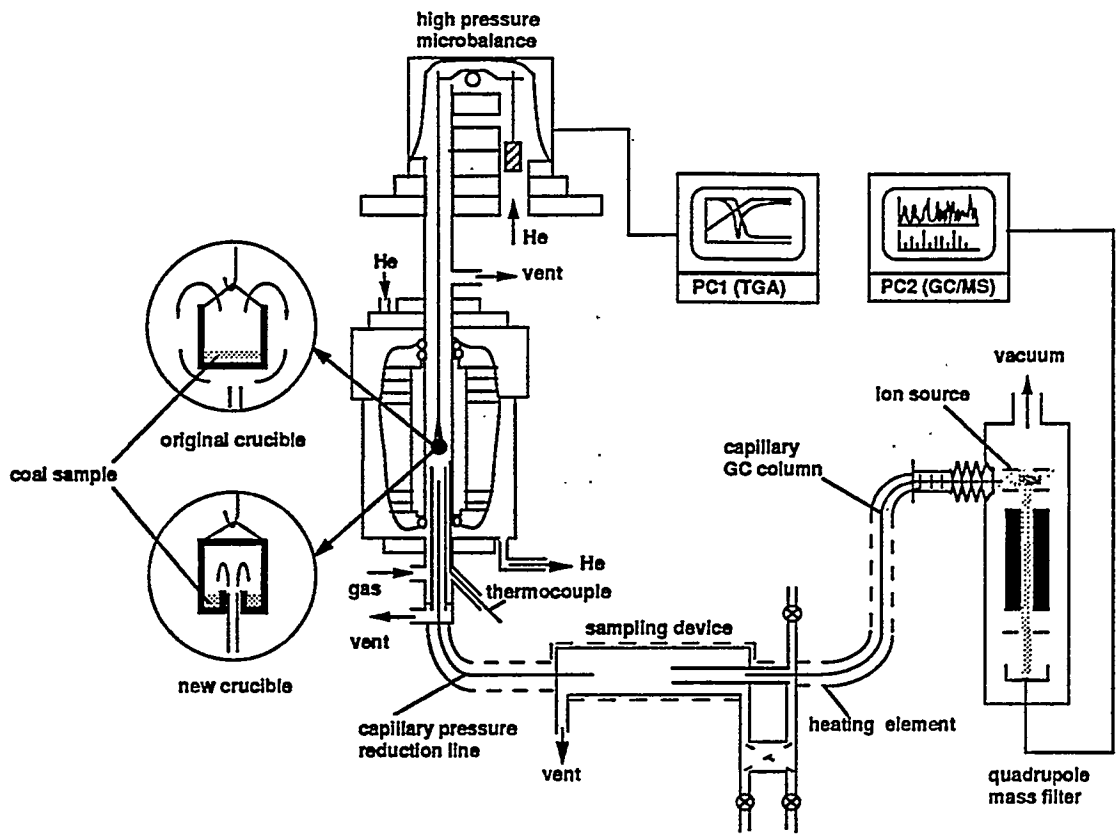 high pressure
microbalance
He
He
vent
PC1 (TGA)
PC2 (GC/MS)
vacuum
ion source
original crucible
capillary
GC column
coal sample
He
gas
thermocouple
vent
sampling device
new crucible
capillary pressure
reduction line
heating element
vent
quadrupole
mass filter